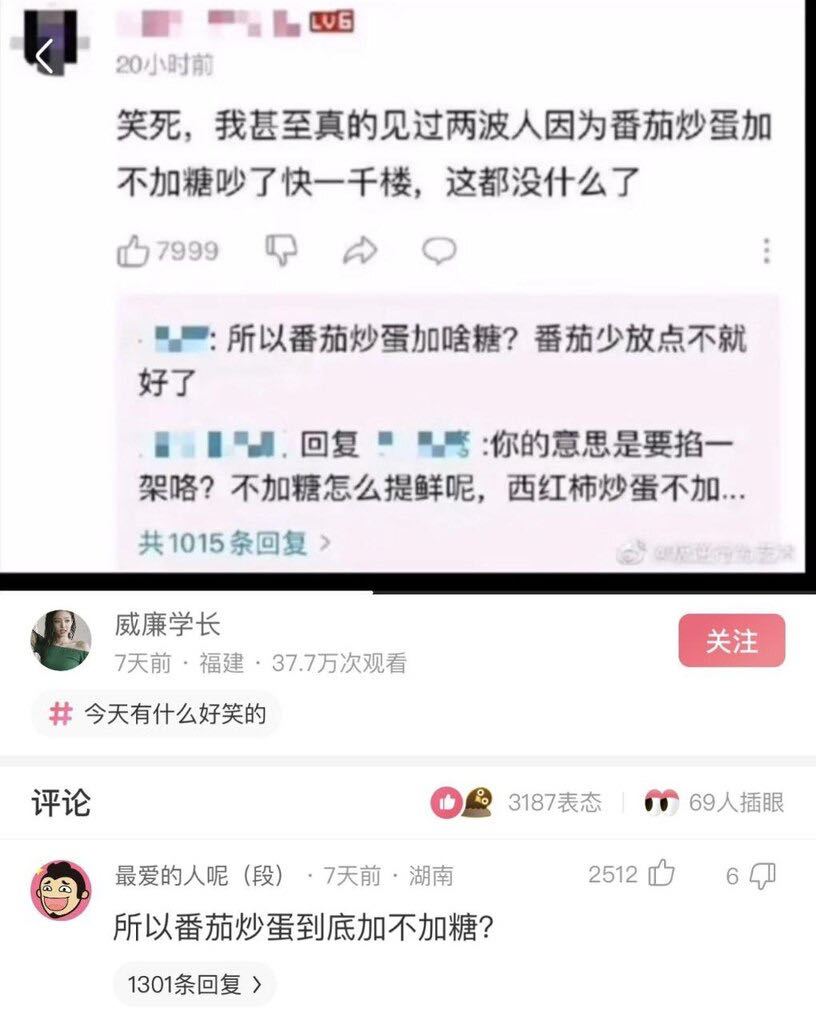 LV6
20小时前
笑死，我甚至真的见过两波人因为番茄炒蛋加
不加糖吵了快一千楼，这都没什么了
7999
: 所以番茄炒蛋加啥糖？番茄少放点不就
好了
回复 :你的意思是要掐一
架咯？不加糖怎么提鲜呢，西红柿炒蛋不加...
共1015条回复 >
威廉学长
7天前 · 福建 · 37.7万次观看
关注
# 今天有什么好笑的
评论
3187表态
69人插眼
最爱的人呢（段） · 7天前 · 湖南
2512
6
所以番茄炒蛋到底加不加糖？
1301条回复 >